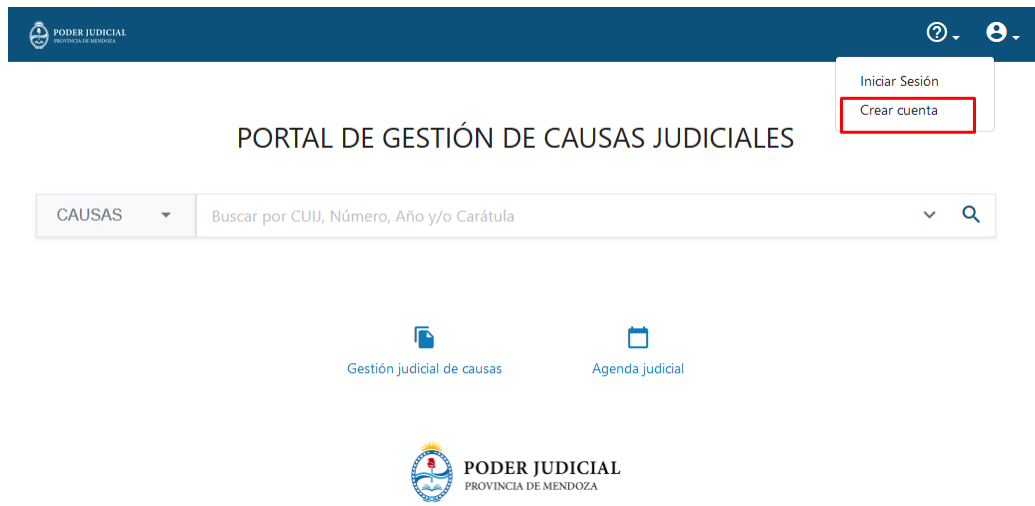 PODER JUDICIAL
PROVINCIA DE MENDOZA
Iniciar Sesión
Crear cuenta
PORTAL DE GESTIÓN DE CAUSAS JUDICIALES
CAUSAS
Buscar por CUIJ, Número, Año y/o Carátula
Gestión judicial de causas
Agenda judicial
PODER JUDICIAL
PROVINCIA DE MENDOZA